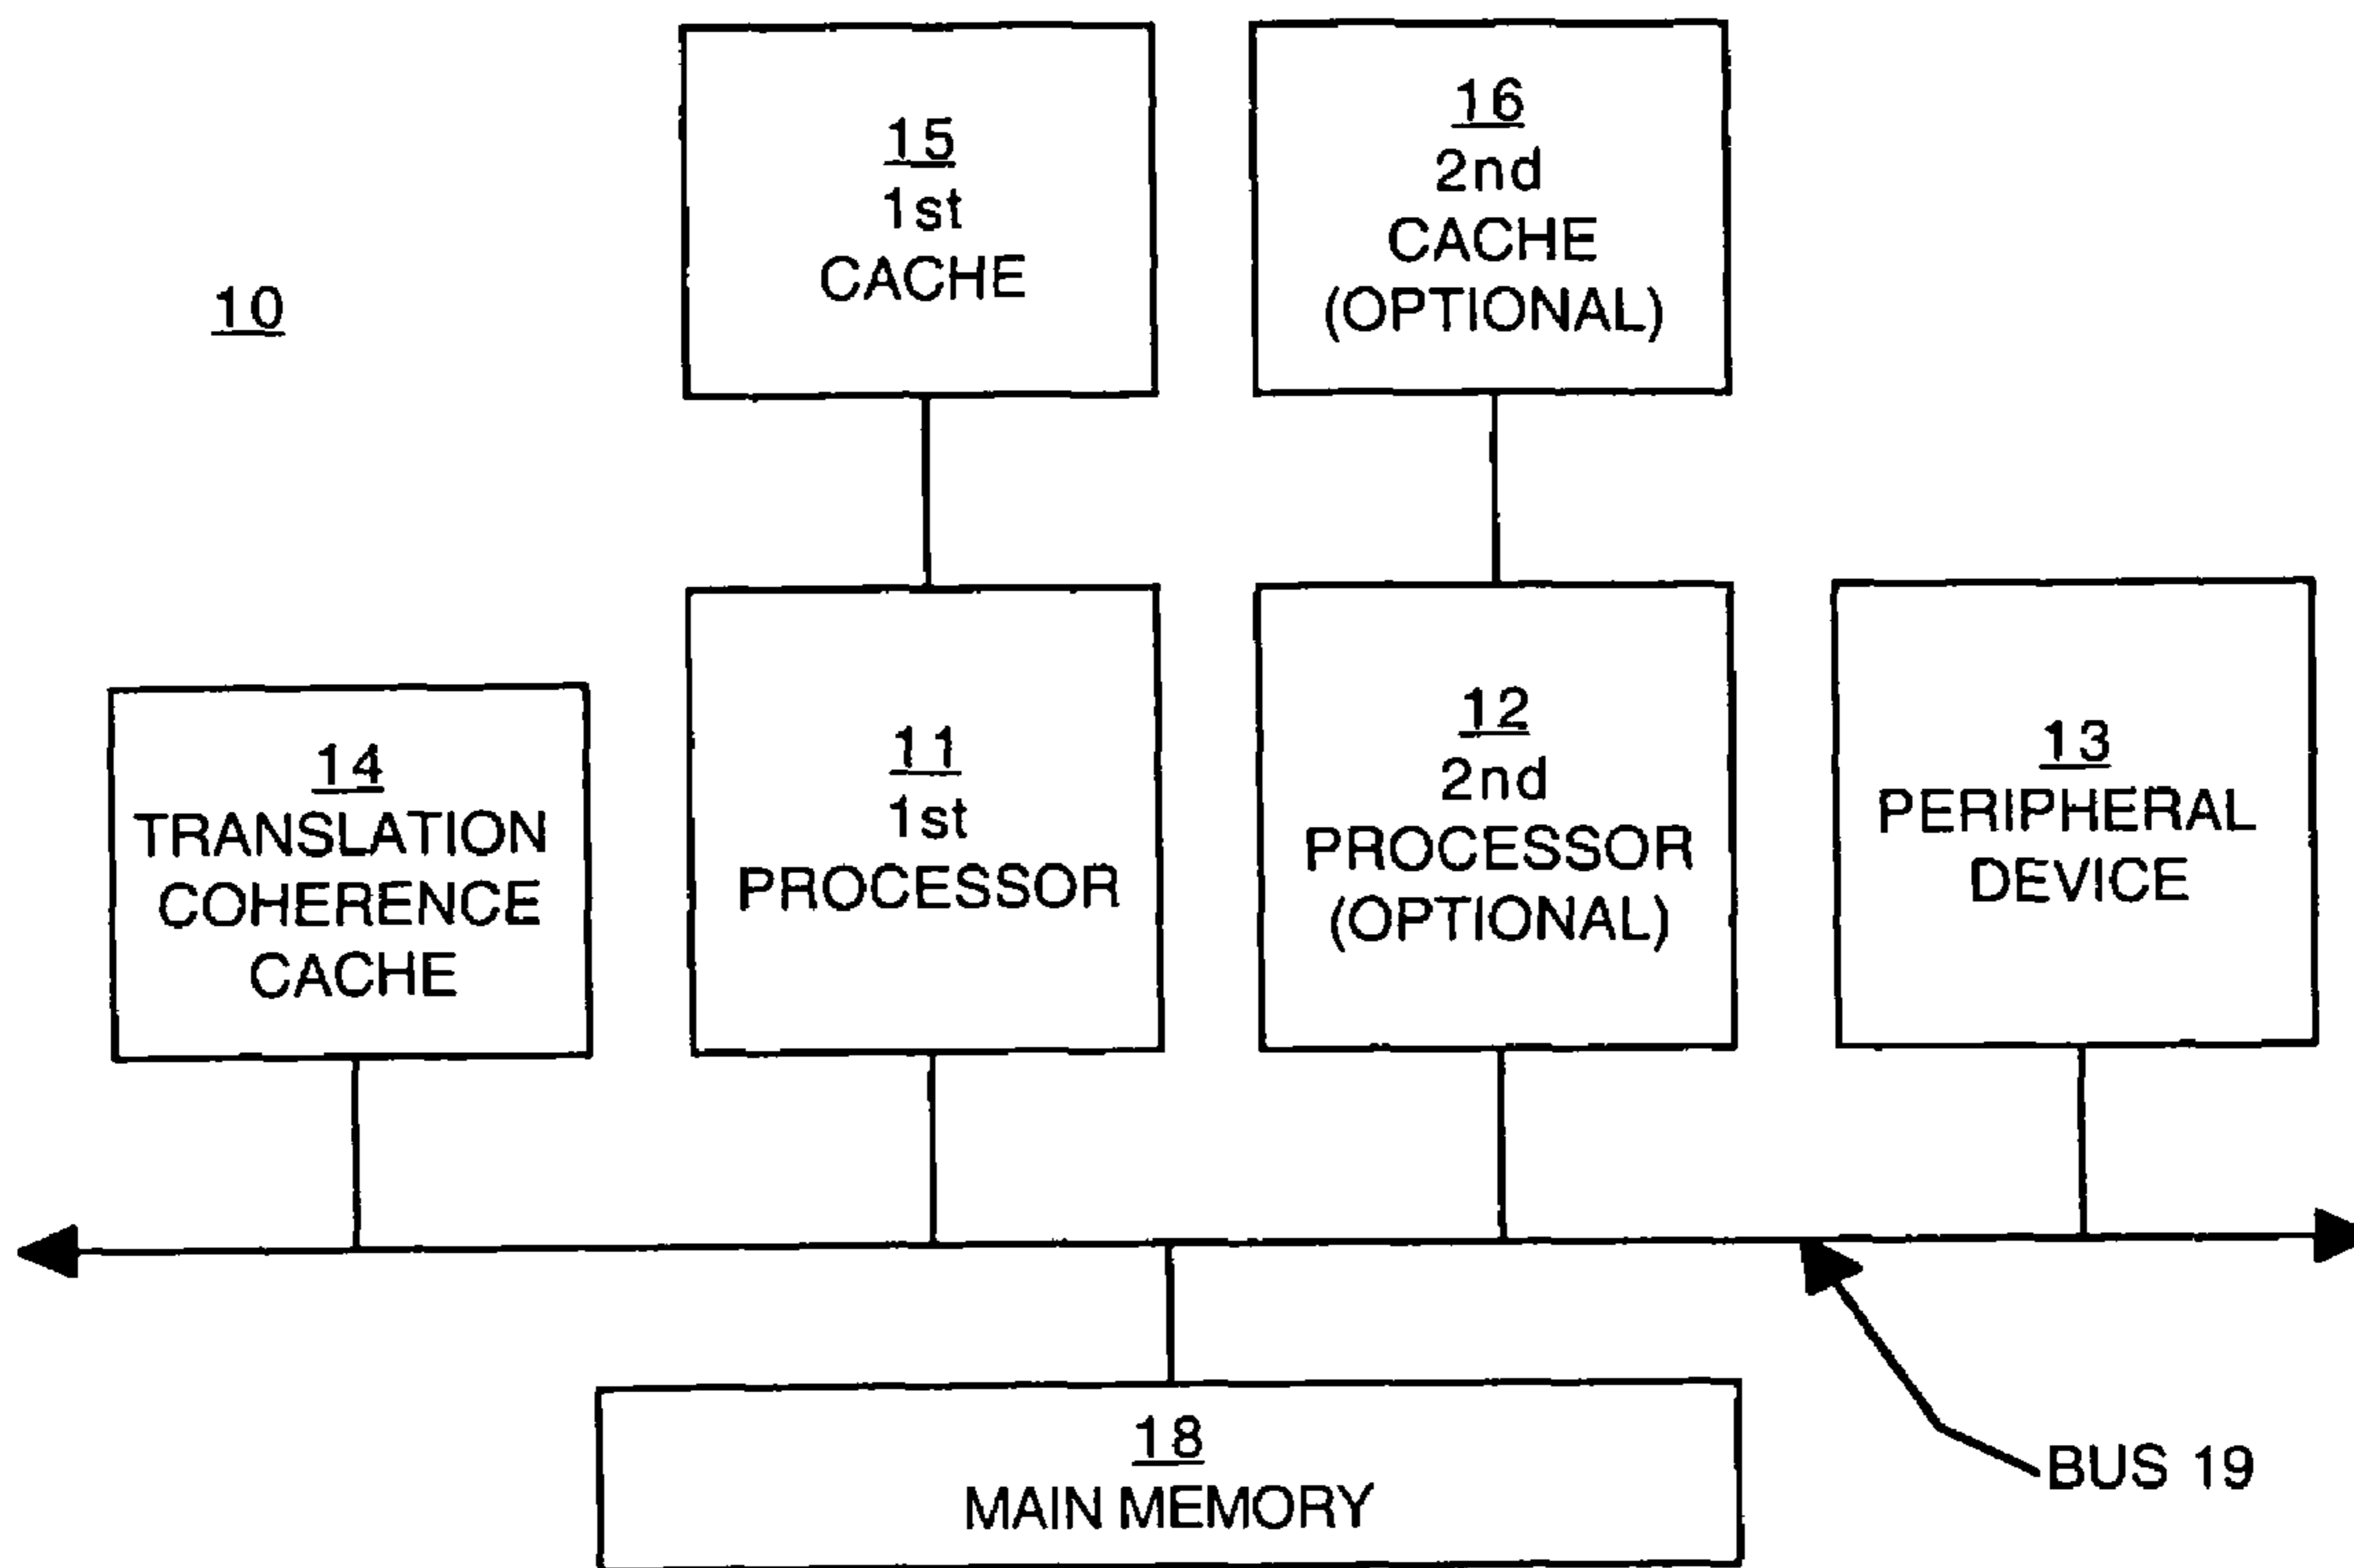 15
1st
CACHE
16
2nd
CACHE
(OPTIONAL)
10
14
TRANSLATION
COHERENCE
CACHE
11
1st
PROCESSOR
12
2nd
PROCESSOR
(OPTIONAL)
13
PERIPHERAL
DEVICE
18
MAIN MEMORY
BUS 19